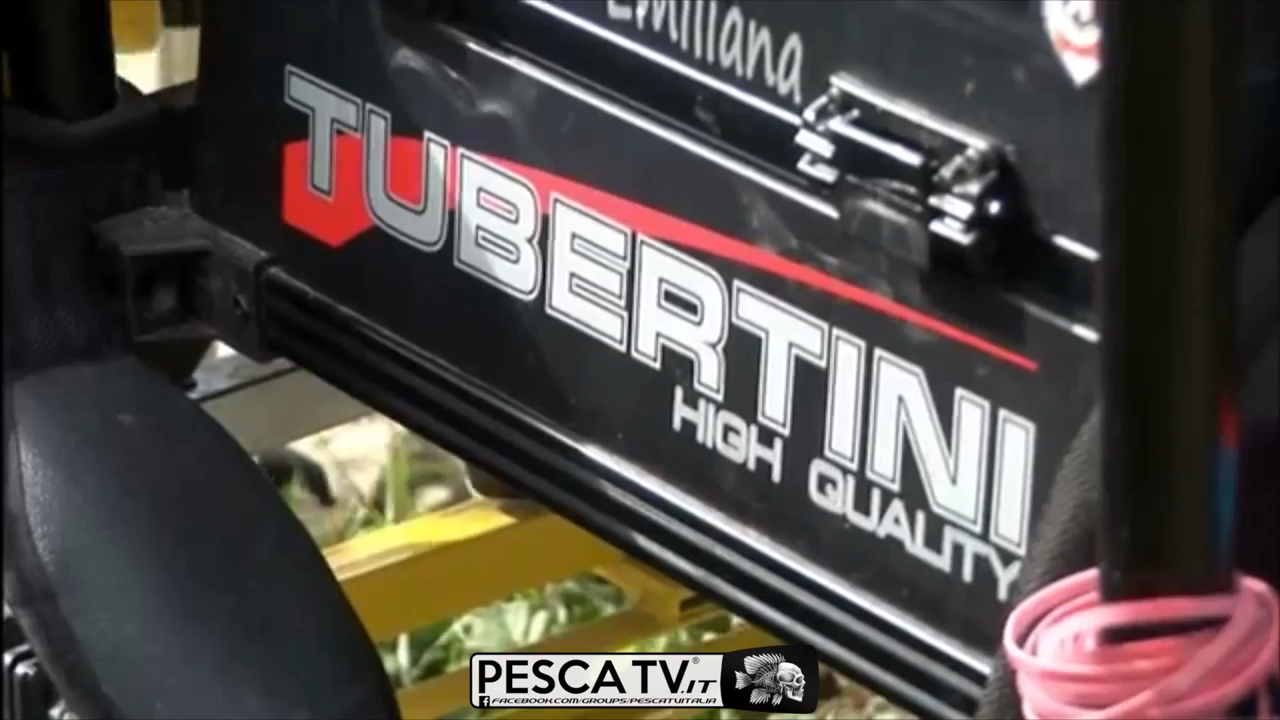 Emiliana
TUBERTINI
HIGH QUALITY
PESCA TV®.IT
FACEBOOK.COM/GROUPS/PESCATVITALIA